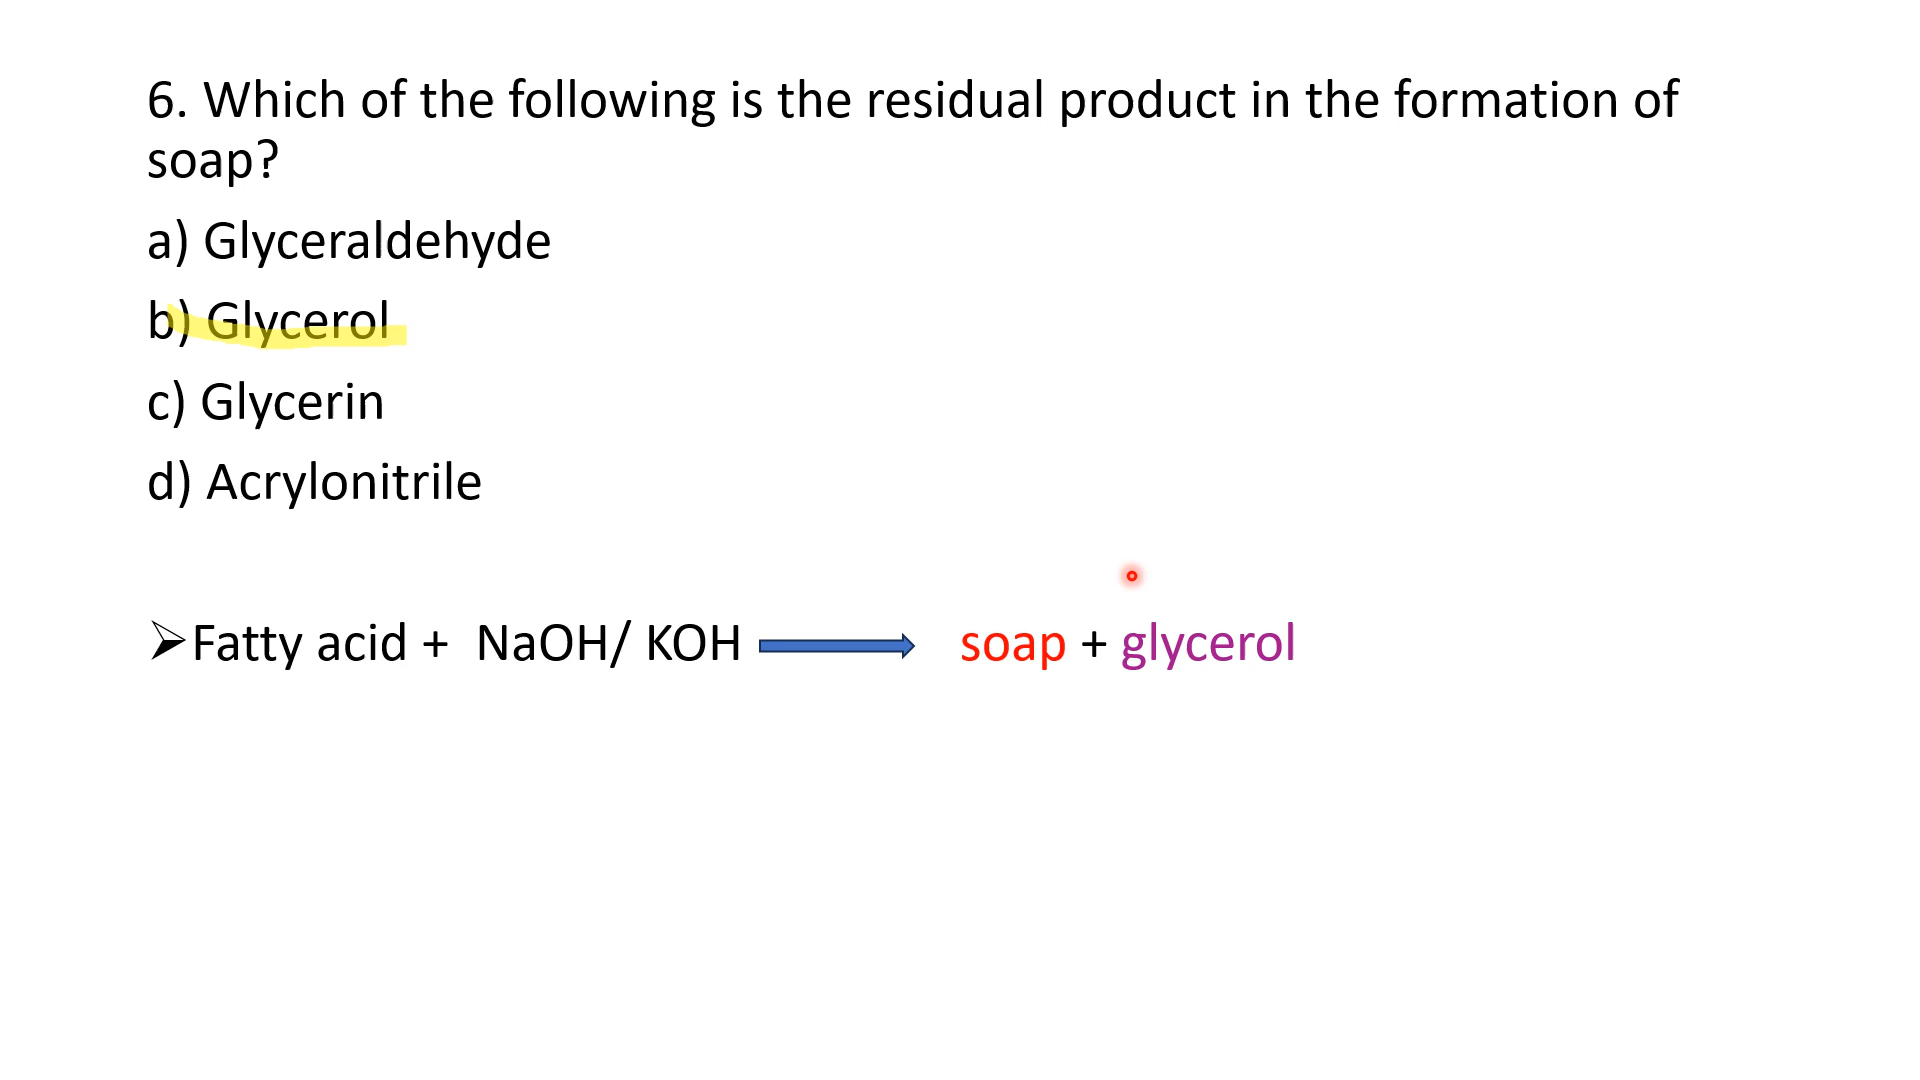 6. Which of the following is the residual product in the formation of
soap?
a) Glyceraldehyde
b) Glycerol
c) Glycerin
d) Acrylonitrile
Fatty acid + NaOH/ KOH soap + glycerol